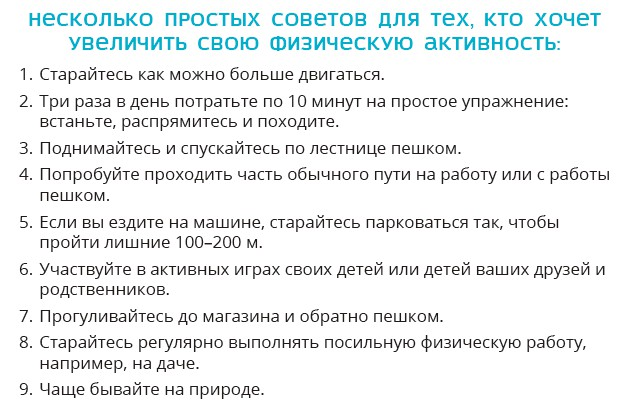 несколько простых советов для тех, кто хочет
увеличить свою физическую активность:
1. Старайтесь как можно больше двигаться.
2. Три раза в день потратьте по 10 минут на простое упражнение:
встаньте, распрямитесь и походите.
3. Поднимайтесь и спускайтесь по лестнице пешком.
4. Попробуйте проходить часть обычного пути на работу или с работы
пешком.
5. Если вы ездите на машине, старайтесь парковаться так, чтобы
пройти лишние 100–200 м.
6. Участвуйте в активных играх своих детей или детей ваших друзей и
родственников.
7. Прогуливайтесь до магазина и обратно пешком.
8. Старайтесь регулярно выполнять посильную физическую работу,
например, на даче.
9. Чаще бывайте на природе.